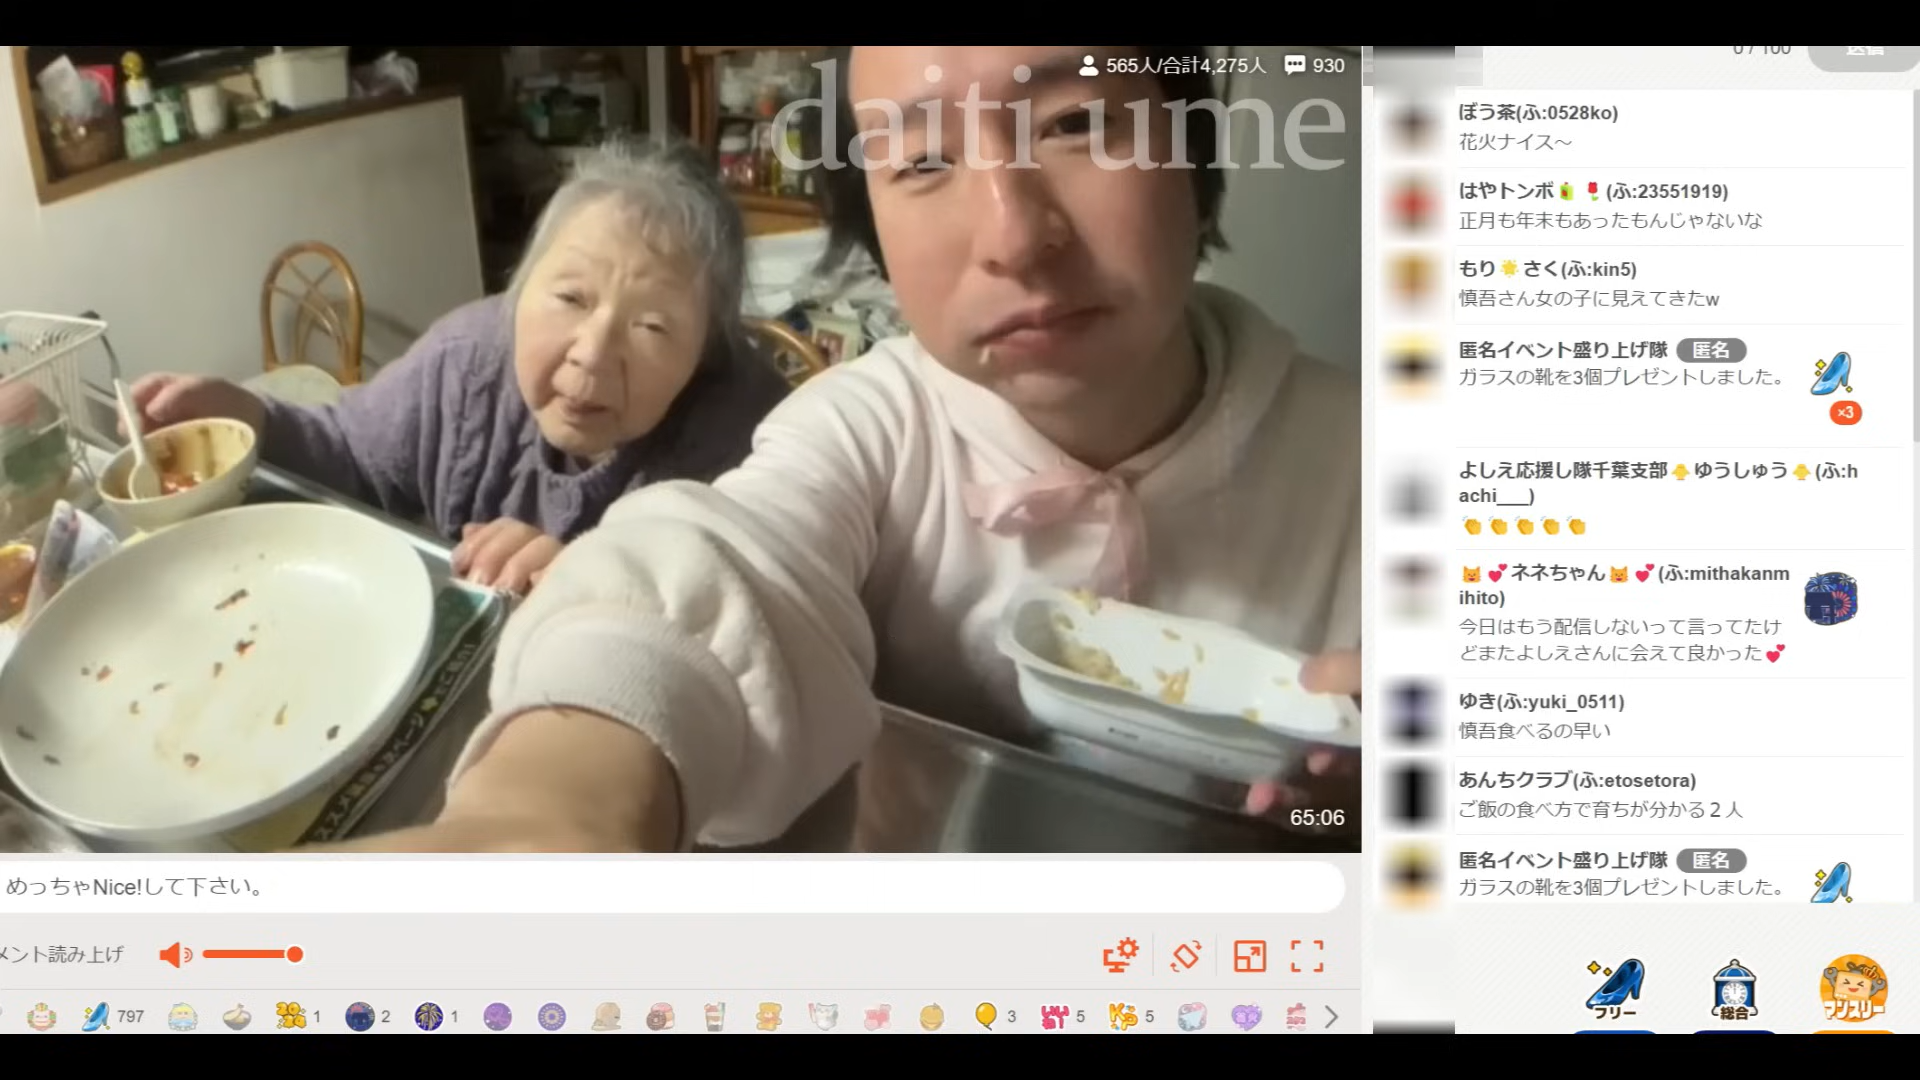 565人/合計4,275人 930
daiti ume
65:06
めっちゃNice!して下さい。
メント読み上げ
797
1
2
1
3
5
5
0 / 100
送信
ぼう茶(ふ:0528ko)
花火ナイス～
はやトンボ(ふ:23551919)
正月も年末もあったもんじゃないな
もり🌟さく(ふ:kin5)
慎吾さん女の子に見えてきたw
匿名イベント盛り上げ隊 匿名
ガラスの靴を3個プレゼントしました。
×3
よしえ応援し隊千葉支部🐥ゆうしゅう🐥(ふ:h
achi___)
👏👏👏👏👏
😸💕ネネちゃん😸💕(ふ:mithakanm
ihito)
今日はもう配信しないって言ってたけ
どまたよしえさんに会えて良かった💕
ゆき(ふ:yuki_0511)
慎吾食べるの早い
あんちクラブ(ふ:etosetora)
ご飯の食べ方で育ちが分かる２人
匿名イベント盛り上げ隊 匿名
ガラスの靴を3個プレゼントしました。
フリー
総合
マンスリー